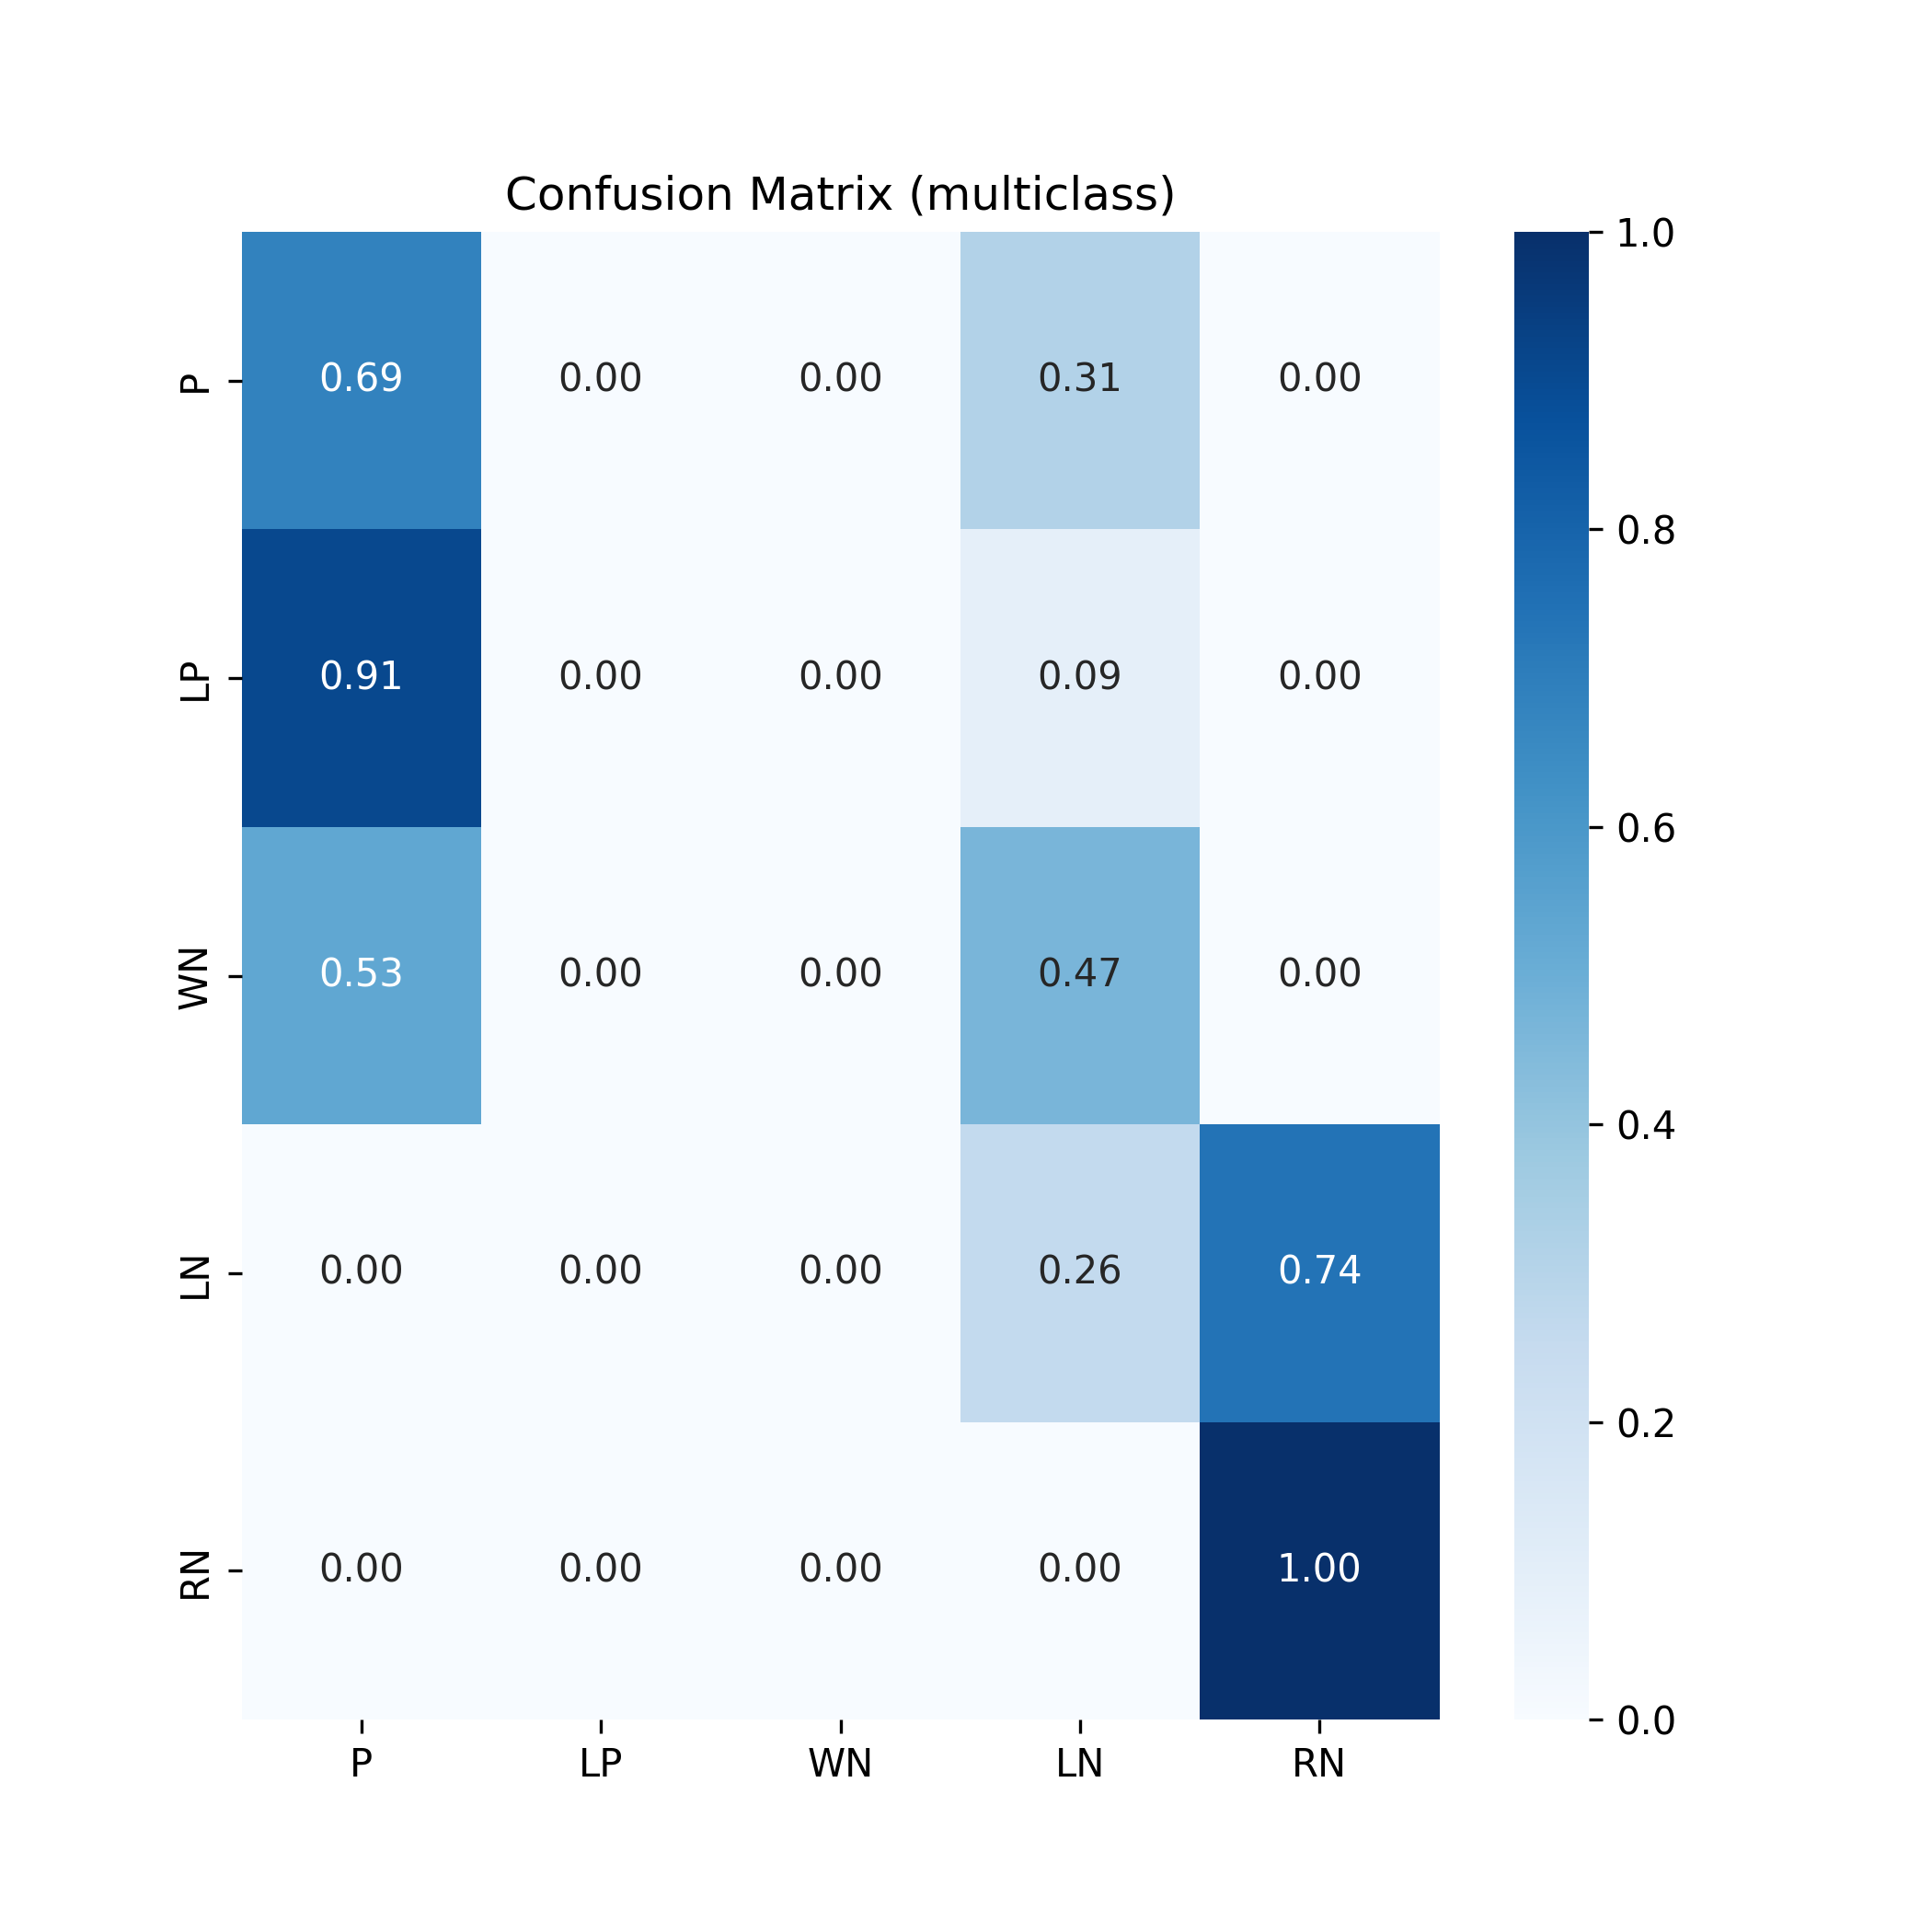 Confusion Matrix (multiclass)
P 0.69 0.00 0.00 0.31 0.00
LP 0.91 0.00 0.00 0.09 0.00
WN 0.53 0.00 0.00 0.47 0.00
LN 0.00 0.00 0.00 0.26 0.74
RN 0.00 0.00 0.00 0.00 1.00
P LP WN LN RN
1.0
0.8
0.6
0.4
0.2
0.0